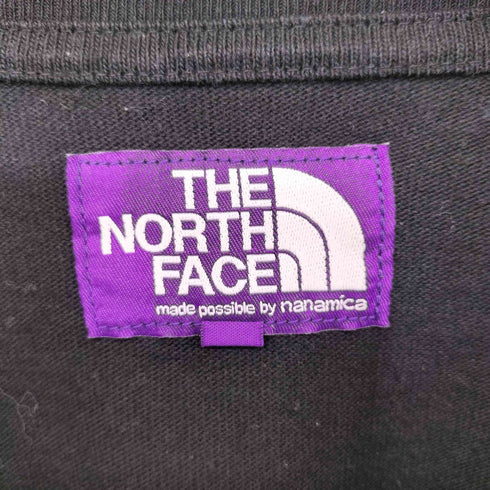 THE
NORTH
FACE
made possible by nanamica